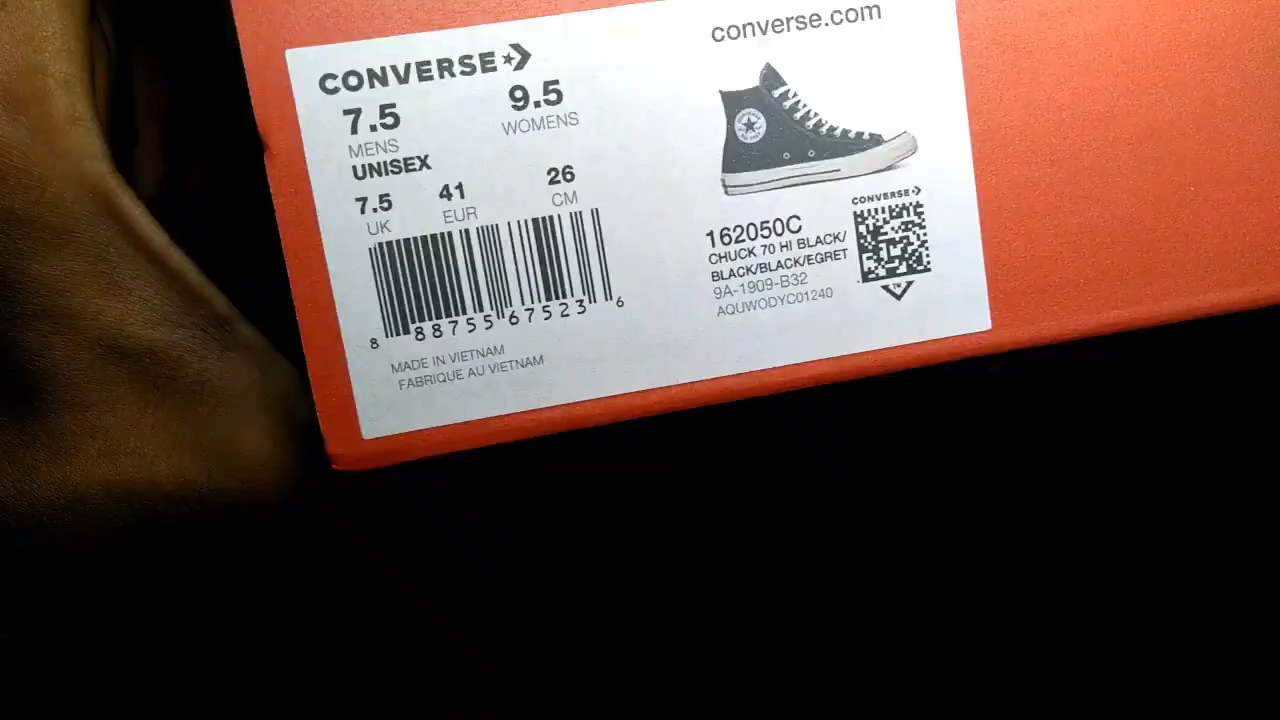 CONVERSE
7.5
MENS
UNISEX
9.5
WOMENS
7.5
UK
41
EUR
26
CM
8 88755 67523 6
MADE IN VIETNAM
FABRIQUE AU VIETNAM
converse.com
CONVERSE
162050C
CHUCK 70 HI BLACK/
BLACK/BLACK/EGRET
9A-1909-B32
AQUWODYC01240
TM